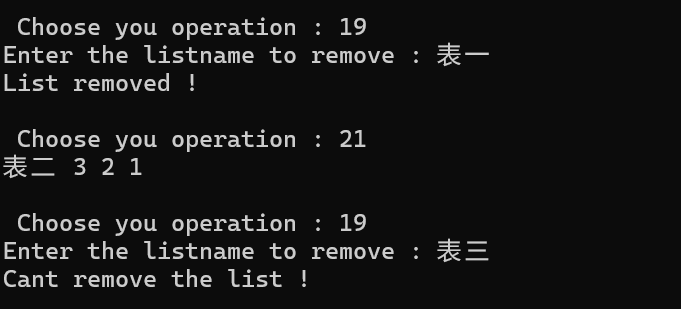 Choose you operation : 19
Enter the listname to remove : 表一
List removed !
Choose you operation : 21
表二 3 2 1
Choose you operation : 19
Enter the listname to remove : 表三
Cant remove the list !